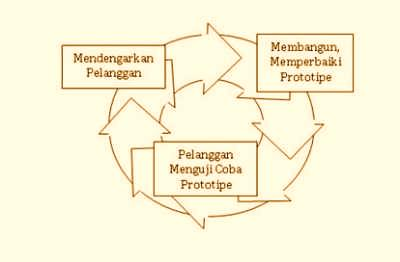 Mendengarkan
Pelanggan
Membangun,
Memperbaiki
Prototipe
Pelanggan
Menguji Coba
Prototipe